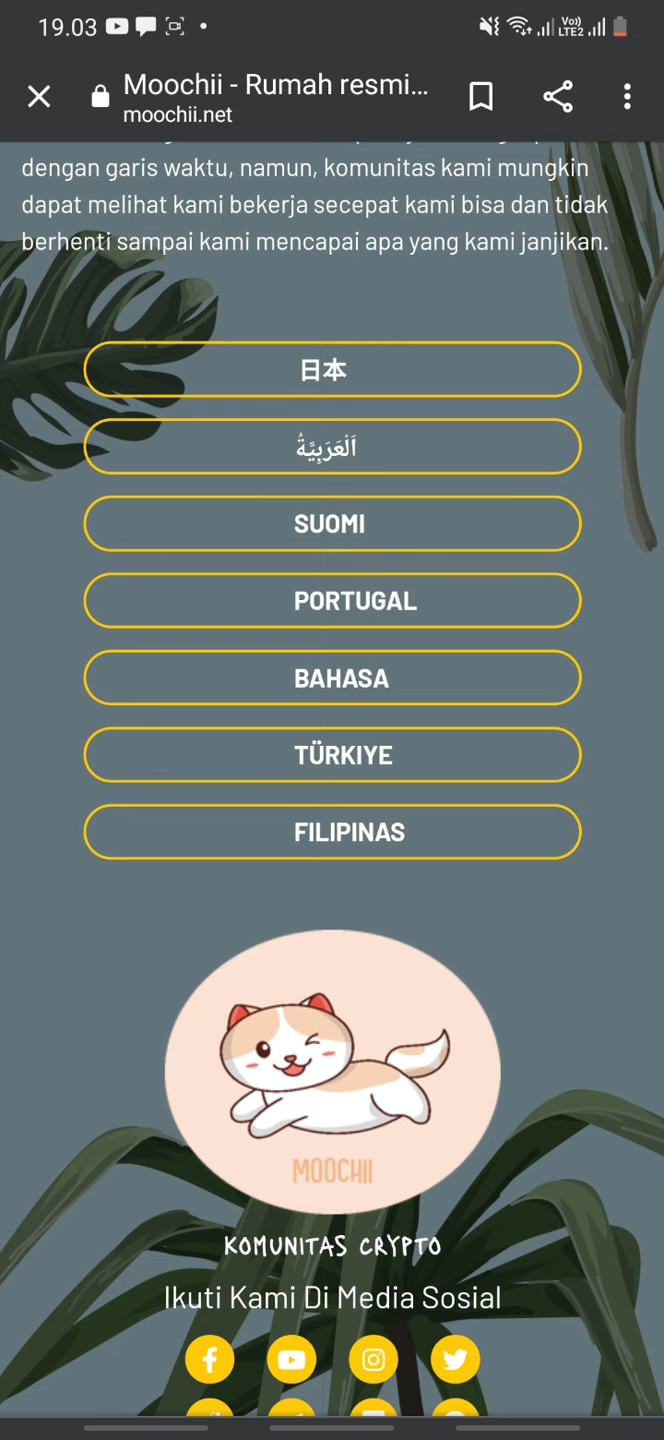 19.03
Vo))
LTE2
Moochii - Rumah resmi...
moochii.net
dengan garis waktu, namun, komunitas kami mungkin
dapat melihat kami bekerja secepat kami bisa dan tidak
berhenti sampai kami mencapai apa yang kami janjikan.
日本
اَلْعَرَبِيَّةُ
SUOMI
PORTUGAL
BAHASA
TÜRKIYE
FILIPINAS
MOOCHII
KOMUNITAS CRYPTO
Ikuti Kami Di Media Sosial